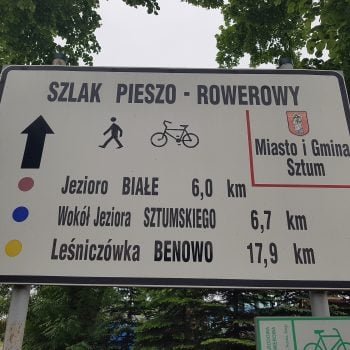 SZLAK PIESZO - ROWEROWY
Miasto i Gmina
Sztum
Jezioro BIAŁE 6,0 km
Wokół Jeziora SZTUMSKIEGO 6,7 km
Leśniczówka BENOWO 17,9 km